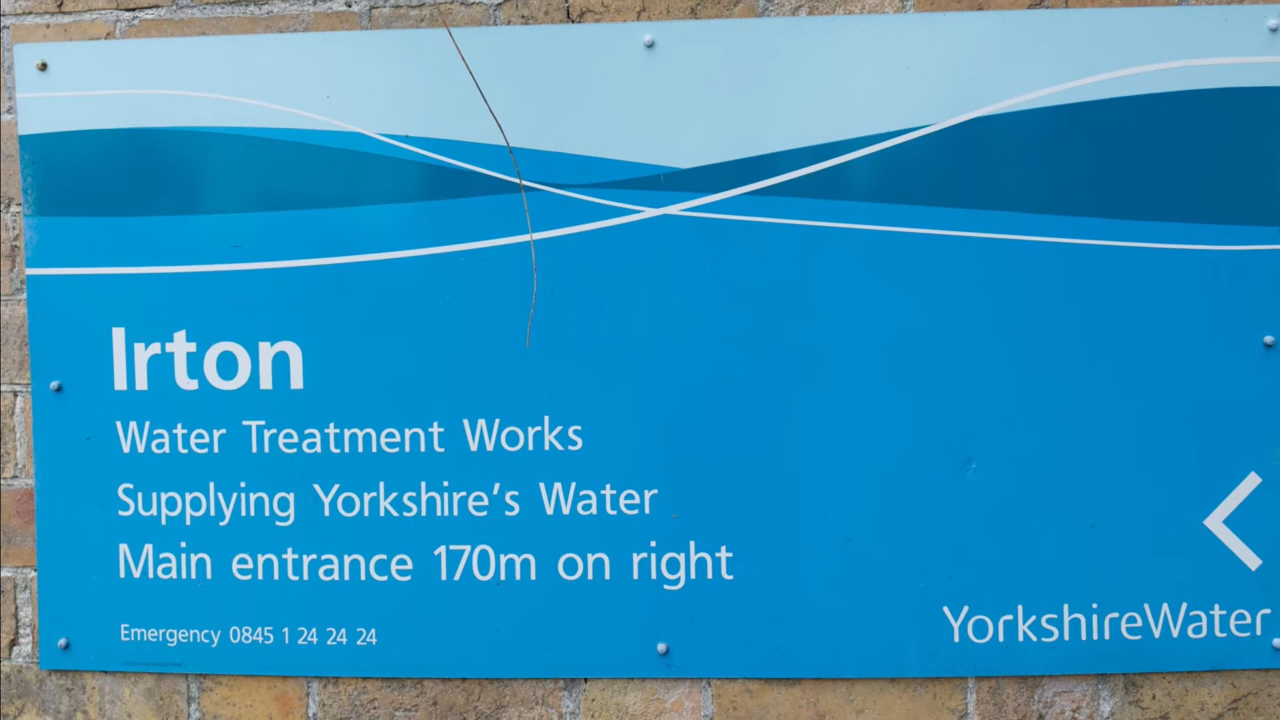 Irton
Water Treatment Works
Supplying Yorkshire's Water
Main entrance 170m on right
Emergency 0845 1 24 24 24
YorkshireWater